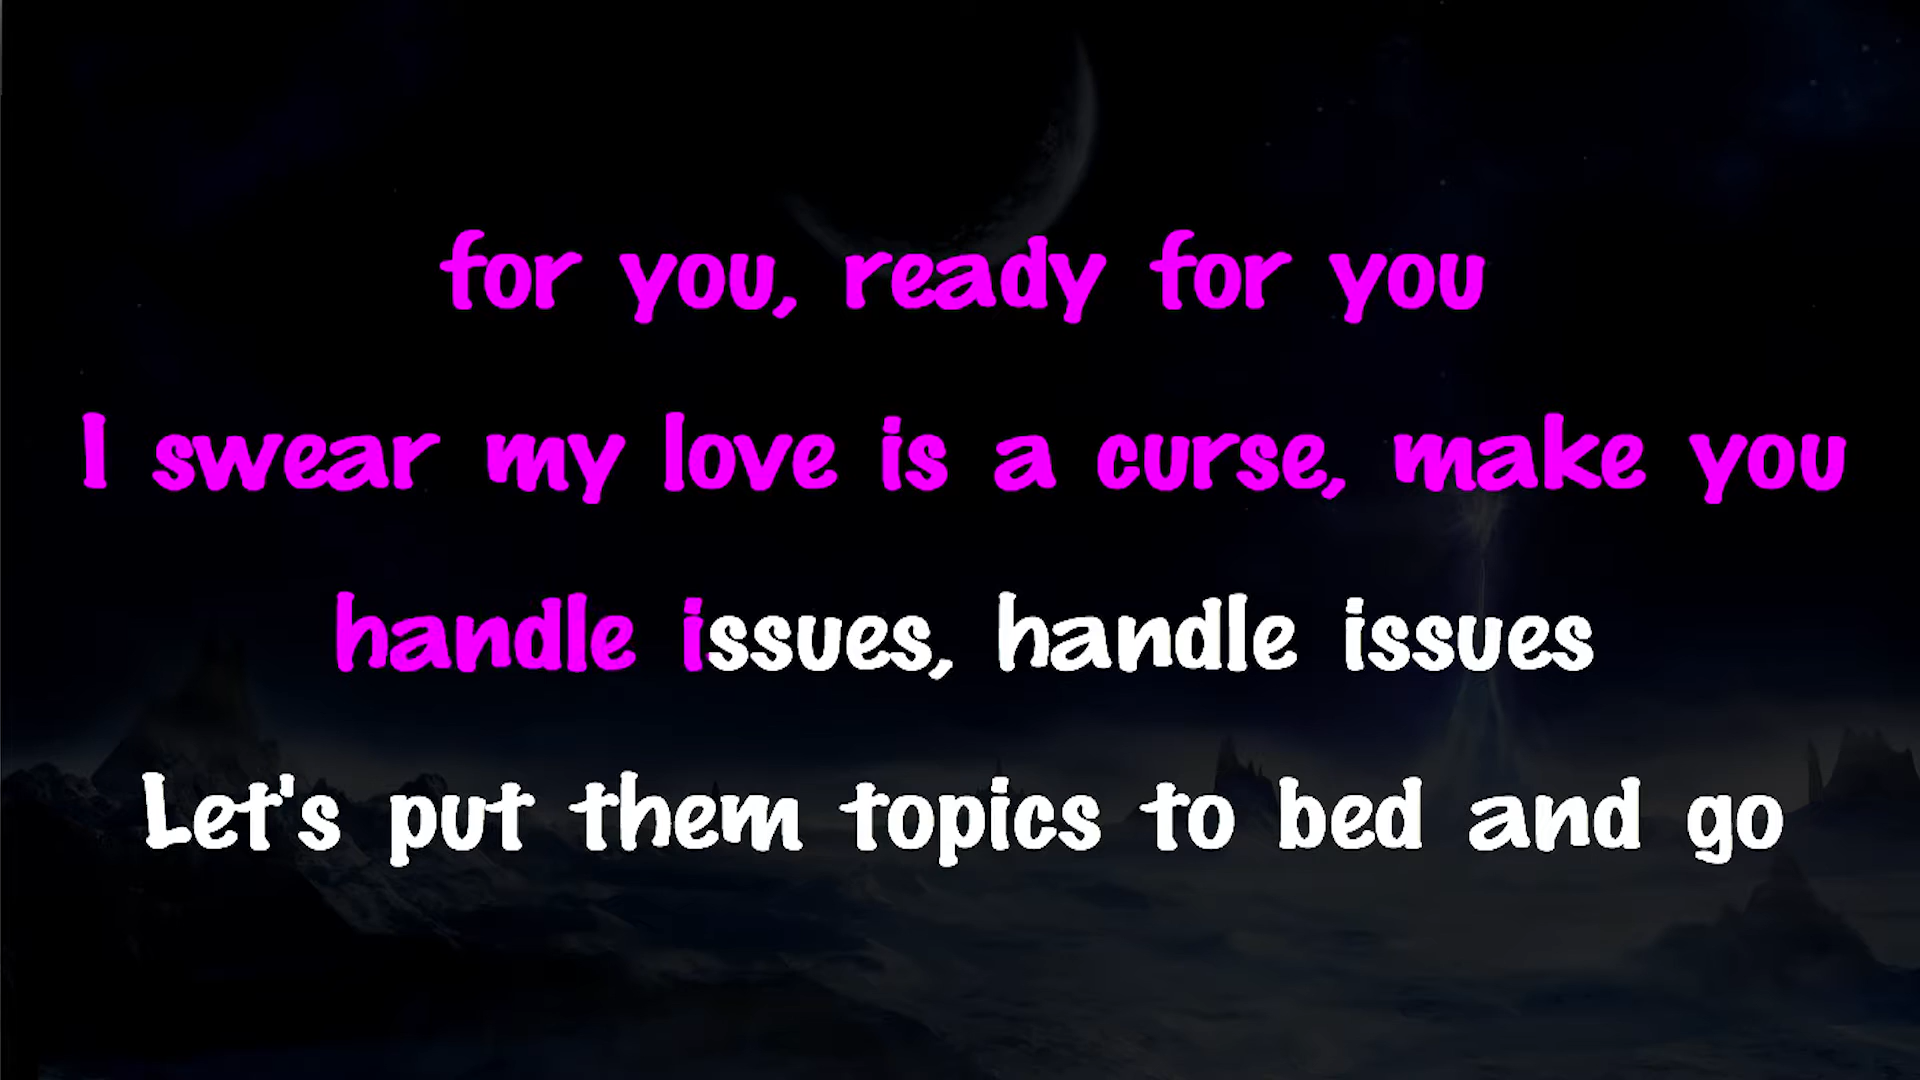 for you, ready for you
I swear my love is a curse, make you
handle issues, handle issues
Let's put them topics to bed and go